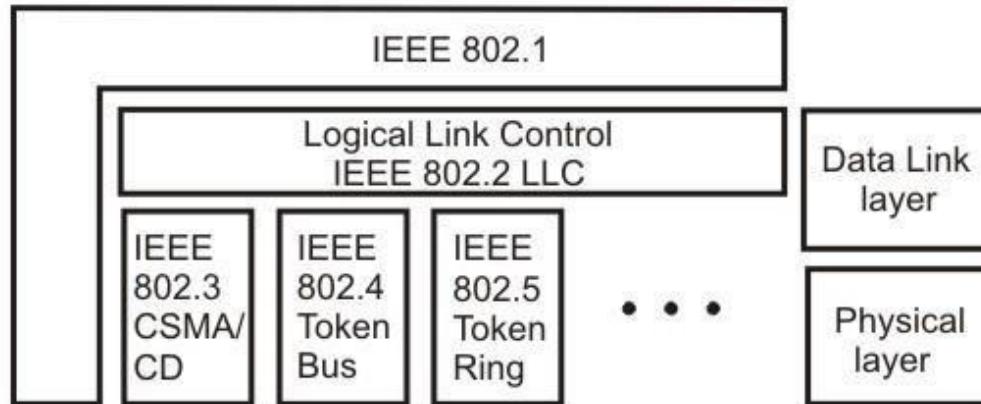 IEEE 802.1
Logical Link Control
IEEE 802.2 LLC
Data Link
layer
IEEE
802.3
CSMA/
CD
IEEE
802.4
Token
Bus
IEEE
802.5
Token
Ring
• • •
Physical
layer